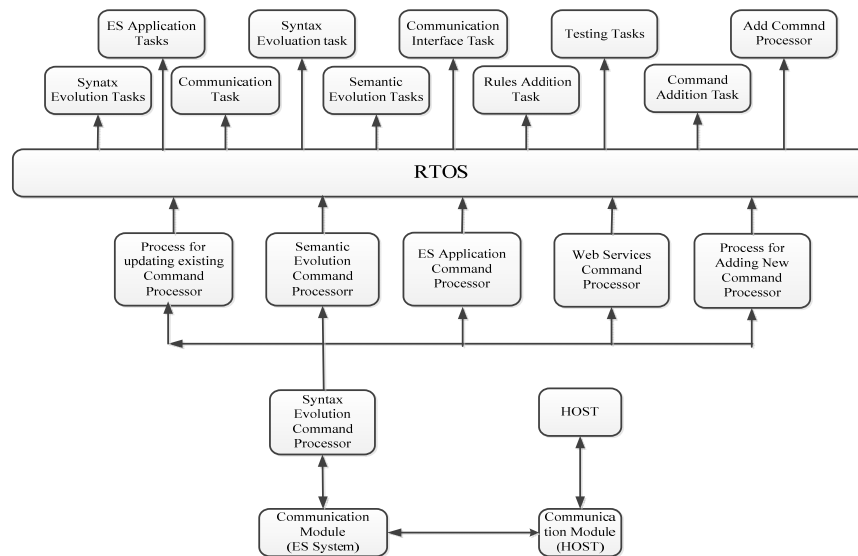 ES Application
Tasks
Syntax
Evoluation task
Communication
Interface Task
Testing Tasks
Add Commnd
Processor
Synatx
Evolution Tasks
Communication
Task
Semantic
Evolution Tasks
Rules Addition
Task
Command
Addition Task
RTOS
Process for
updating existing
Command
Processor
Semantic
Evolution
Command
Processorr
ES Application
Command
Processor
Web Services
Command
Processor
Process for
Adding New
Command
Processor
Syntax
Evolution
Command
Processor
HOST
Communication
Module
(ES System)
Communica
tion Module
(HOST)